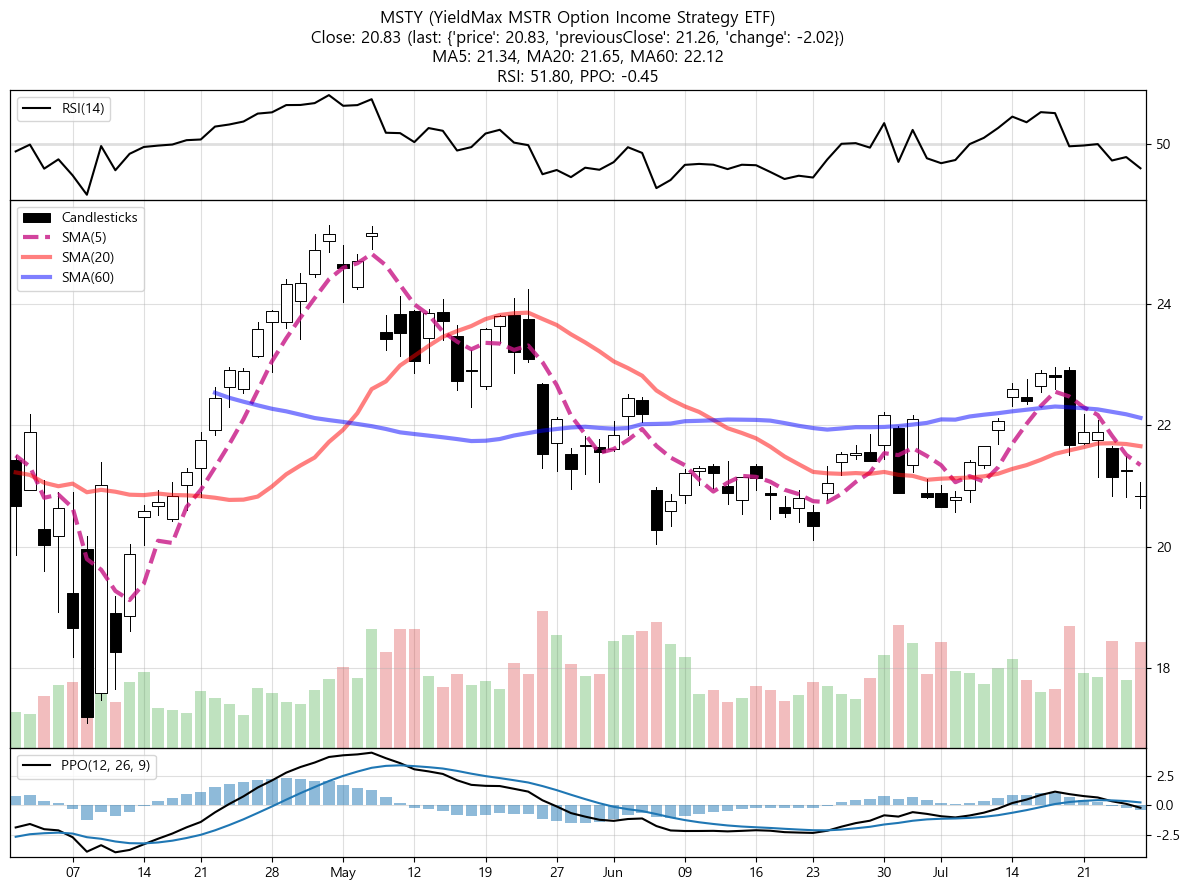 MSTY (YieldMax MSTR Option Income Strategy ETF)
Close: 20.83 (last: {'price': 20.83, 'previousClose': 21.26, 'change': -2.02})
MA5: 21.34, MA20: 21.65, MA60: 22.12
RSI: 51.80, PPO: -0.45
RSI(14)
50
Candlesticks
SMA(5)
SMA(20)
SMA(60)
24
22
20
18
PPO(12, 26, 9)
2.5
0.0
−2.5
07 14 21 28 May 12 19 27 Jun 09 16 23 30 Jul 14 21